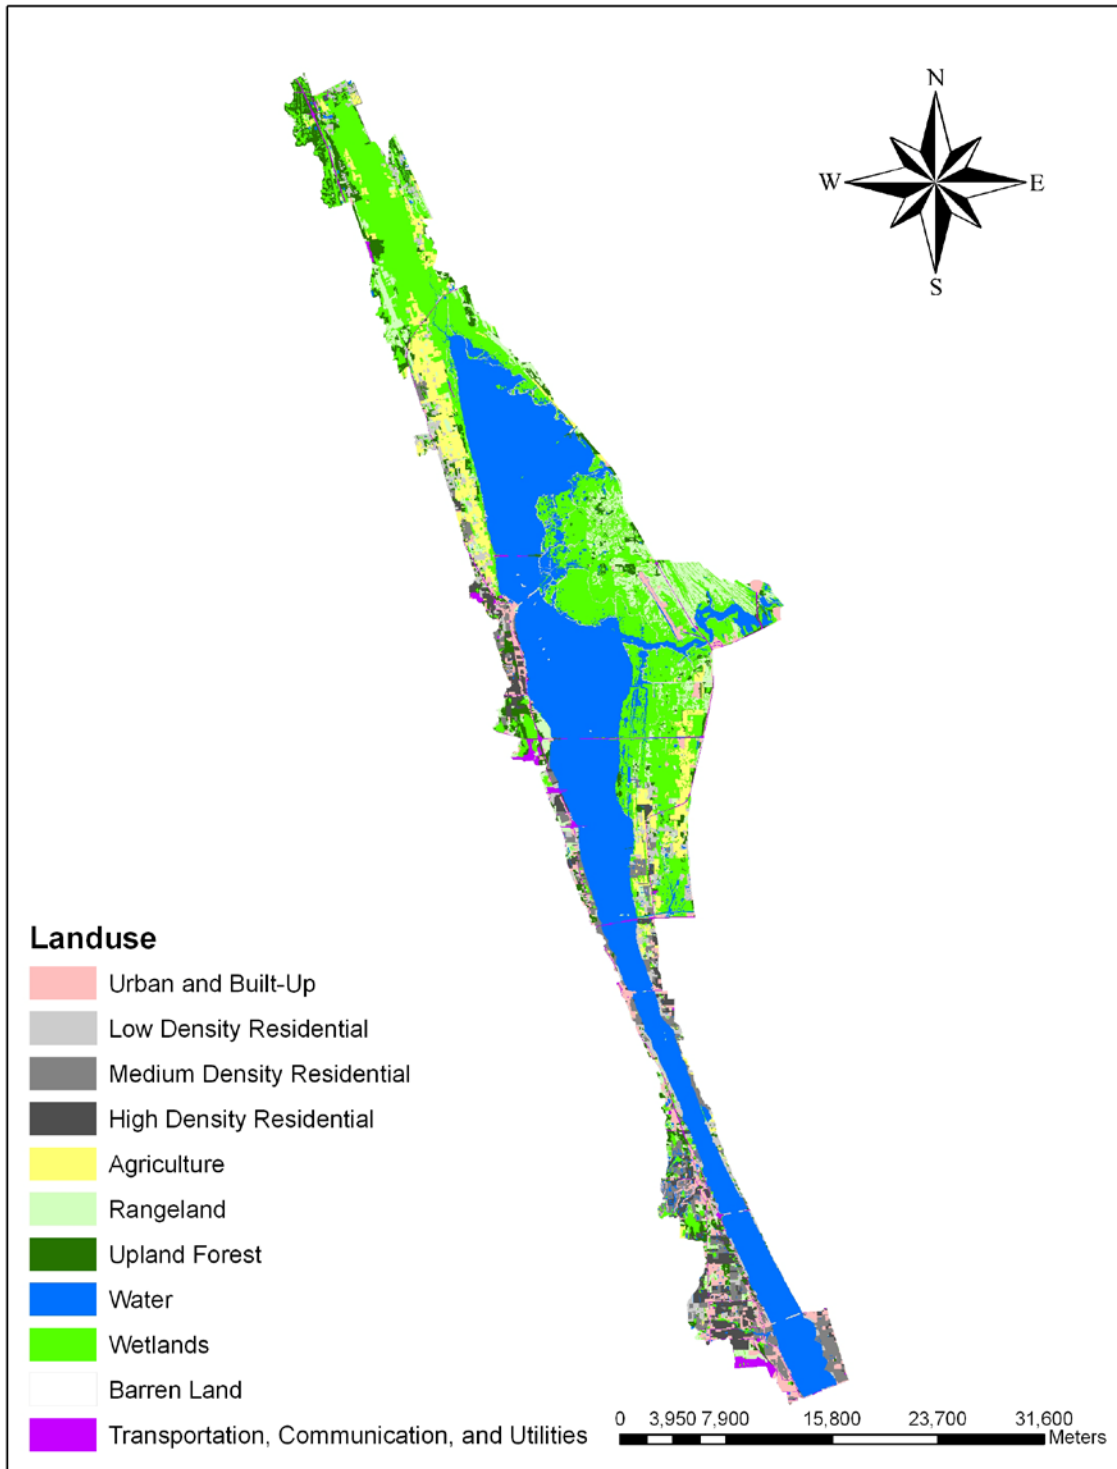 N
W E
S
Landuse
Urban and Built-Up
Low Density Residential
Medium Density Residential
High Density Residential
Agriculture
Rangeland
Upland Forest
Water
Wetlands
Barren Land
Transportation, Communication, and Utilities
0 3,950 7,900 15,800 23,700 31,600
Meters